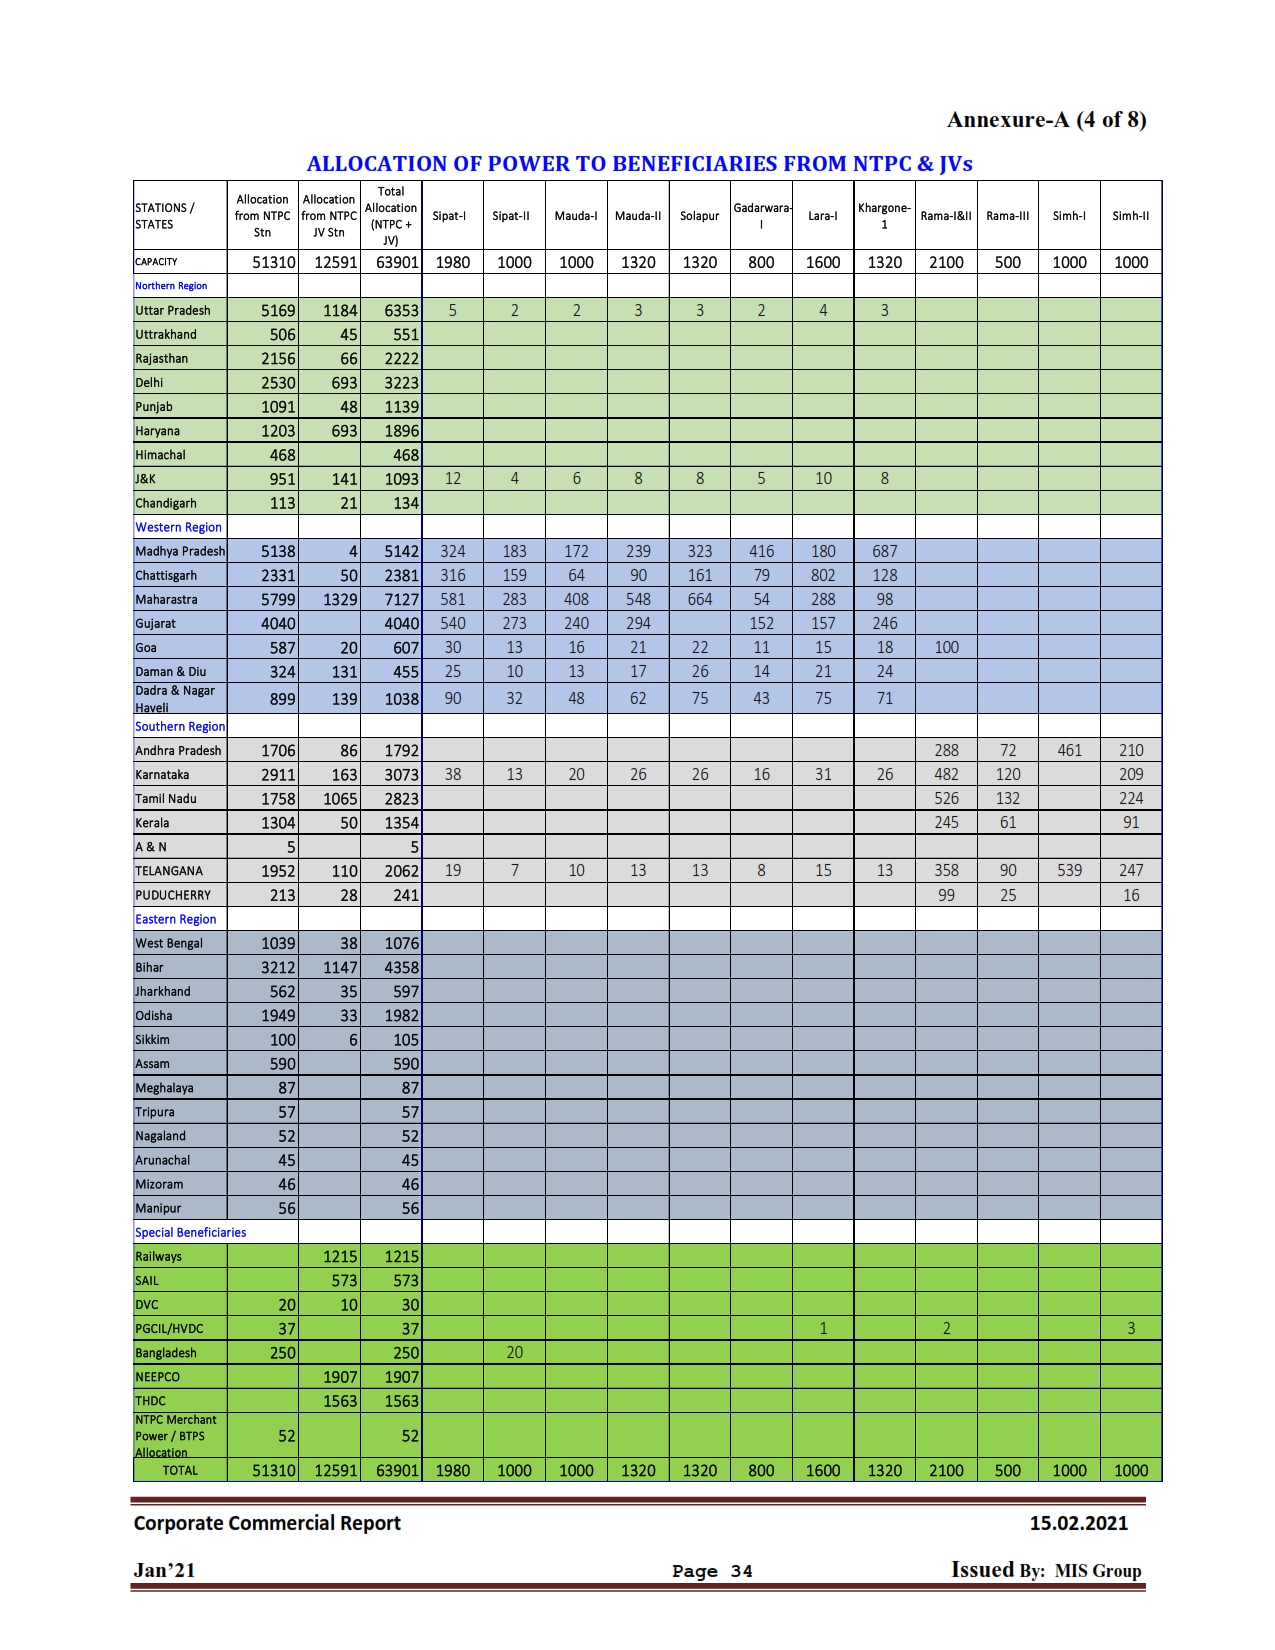 Annexure-A (4 of 8)
ALLOCATION OF POWER TO BENEFICIARIES FROM NTPC & JVs
STATIONS / STATES Allocation from NTPC Stn Allocation from NTPC JV Stn Total Allocation (NTPC + JV) Sipat-I Sipat-II Mauda-I Mauda-II Solapur Gadarwara-I Lara-I Khargone-1 Rama-I&II Rama-III Simh-I Simh-II
CAPACITY 51310 12591 63901 1980 1000 1000 1320 1320 800 1600 1320 2100 500 1000 1000
Northern Region
Uttar Pradesh 5169 1184 6353 5 2 2 3 3 2 4 3
Uttrakhand 506 45 551
Rajasthan 2156 66 2222
Delhi 2530 693 3223
Punjab 1091 48 1139
Haryana 1203 693 1896
Himachal 468 468
J&K 951 141 1093 12 4 6 8 8 5 10 8
Chandigarh 113 21 134
Western Region
Madhya Pradesh 5138 4 5142 324 183 172 239 323 416 180 687
Chattisgarh 2331 50 2381 316 159 64 90 161 79 802 128
Maharastra 5799 1329 7127 581 283 408 548 664 54 288 98
Gujarat 4040 4040 540 273 240 294 152 157 246
Goa 587 20 607 30 13 16 21 22 11 15 18 100
Daman & Diu 324 131 455 25 10 13 17 26 14 21 24
Dadra & Nagar Haveli 899 139 1038 90 32 48 62 75 43 75 71
Southern Region
Andhra Pradesh 1706 86 1792 288 72 461 210
Karnataka 2911 163 3073 38 13 20 26 26 16 31 26 482 120 209
Tamil Nadu 1758 1065 2823 526 132 224
Kerala 1304 50 1354 245 61 91
A & N 5 5
TELANGANA 1952 110 2062 19 7 10 13 13 8 15 13 358 90 539 247
PUDUCHERRY 213 28 241 99 25 16
Eastern Region
West Bengal 1039 38 1076
Bihar 3212 1147 4358
Jharkhand 562 35 597
Odisha 1949 33 1982
Sikkim 100 6 105
Assam 590 590
Meghalaya 87 87
Tripura 57 57
Nagaland 52 52
Arunachal 45 45
Mizoram 46 46
Manipur 56 56
Special Beneficiaries
Railways 1215 1215
SAIL 573 573
DVC 20 10 30
PGCIL/HVDC 37 37 1 2 3
Bangladesh 250 250 20
NEEPCO 1907 1907
THDC 1563 1563
NTPC Merchant Power / BTPS Allocation 52 52
TOTAL 51310 12591 63901 1980 1000 1000 1320 1320 800 1600 1320 2100 500 1000 1000
Corporate Commercial Report 15.02.2021
Jan’21 Page 34 Issued By: MIS Group